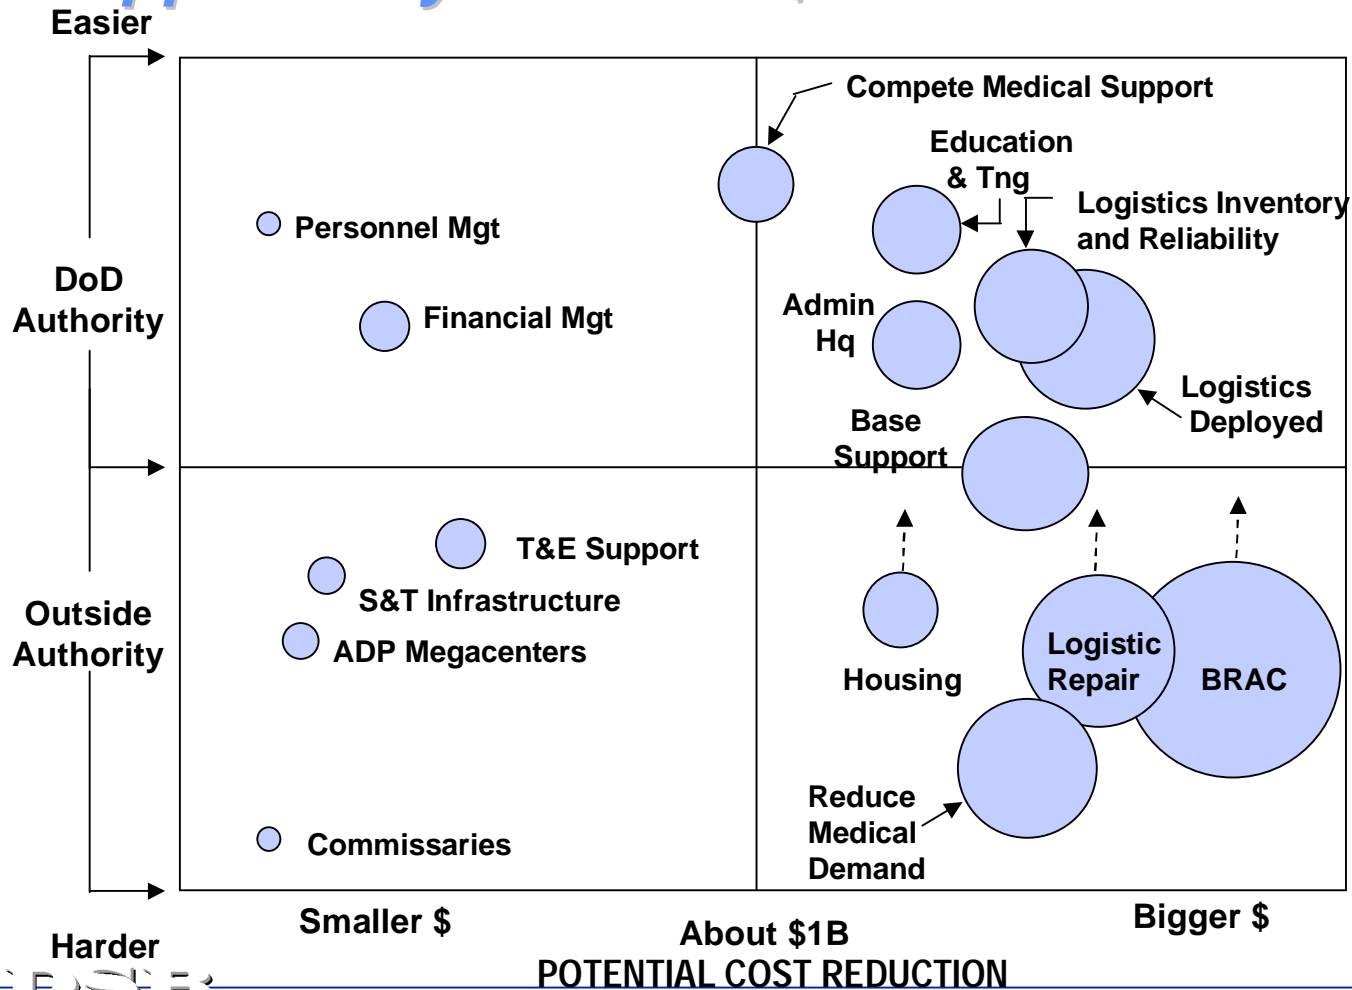 Easier
Compete Medical Support
Education
& Tng
Logistics Inventory
and Reliability
Personnel Mgt
DoD
Authority
Financial Mgt
Admin
Hq
Logistics
Deployed
Base
Support
T&E Support
S&T Infrastructure
ADP Megacenters
Outside
Authority
Housing
Logistic
Repair
BRAC
Reduce
Medical
Demand
Commissaries
Smaller $
About $1B
Bigger $
Harder
POTENTIAL COST REDUCTION